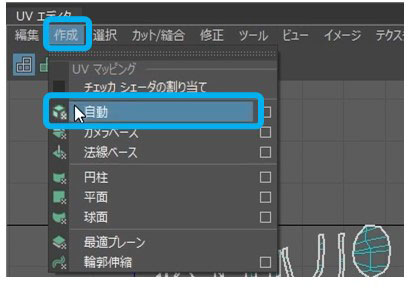 UV エディタ
編集 作成 選択 カット/縫合 修正 ツール ビュー イメージ テクス
UV マッピング
チェッカ シェーダの割り当て
自動
カメラベース
法線ベース
円柱
平面
球面
最適プレーン
輪郭伸縮